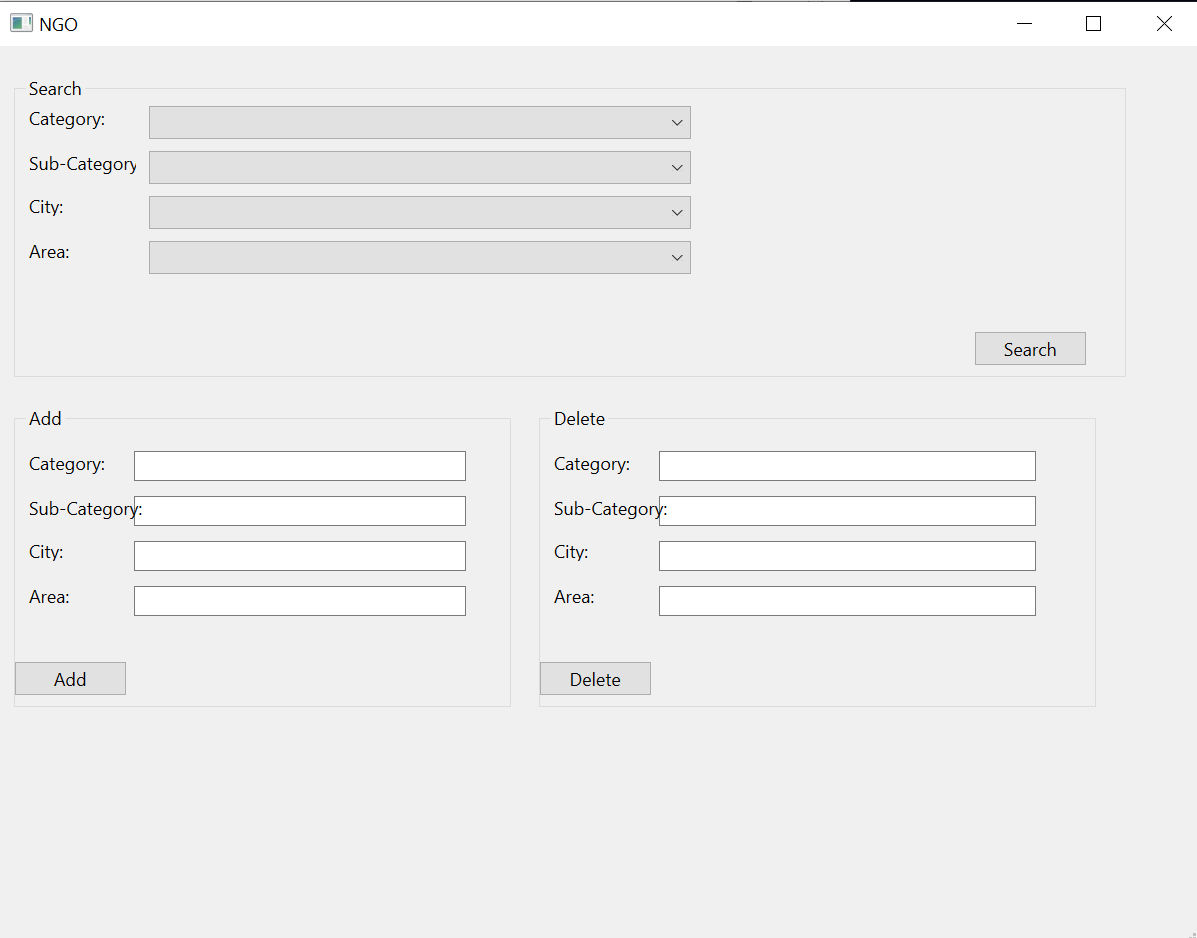 NGO
Search
Category:
Sub-Category
City:
Area:
Search
Add
Category:
Sub-Category:
City:
Area:
Add
Delete
Category:
Sub-Category:
City:
Area:
Delete